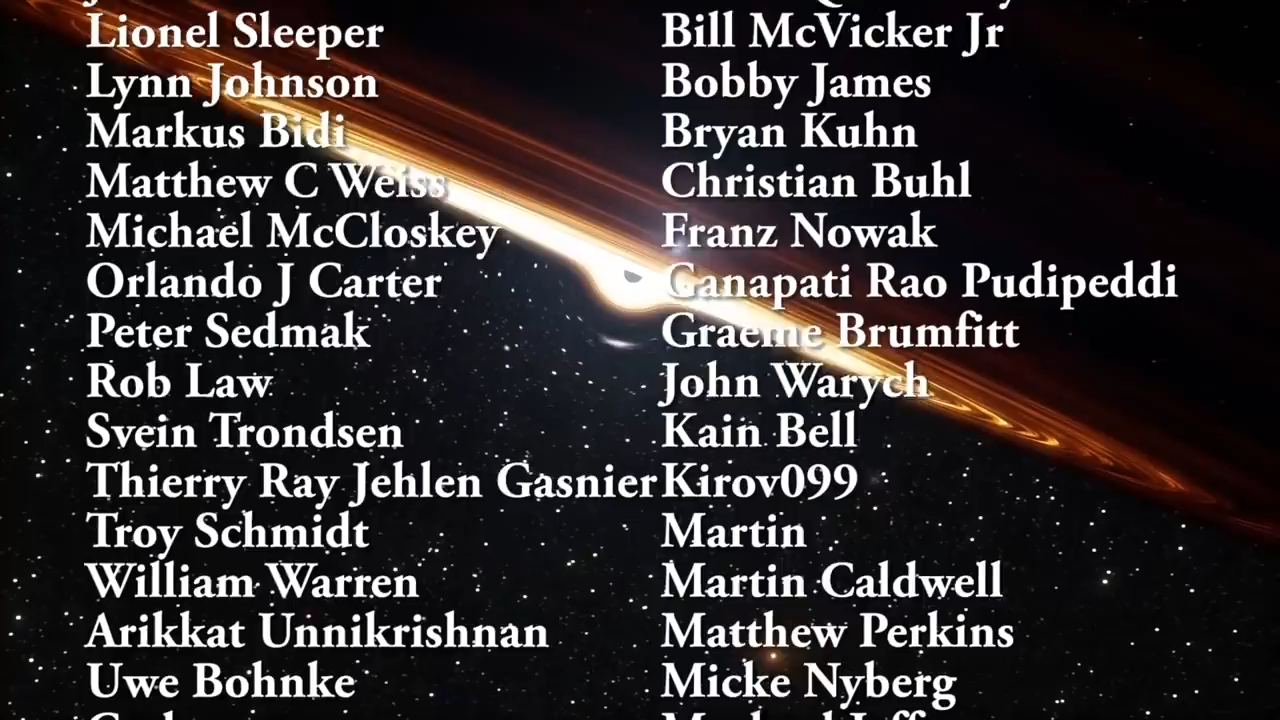 Lionel Sleeper
Lynn Johnson
Markus Bidi
Matthew C Weiss
Michael McCloskey
Orlando J Carter
Peter Sedmak
Rob Law
Svein Trondsen
Thierry Ray Jehlen Gasnier
Troy Schmidt
William Warren
Arikkat Unnikrishnan
Uwe Bohnke
Bill McVicker Jr
Bobby James
Bryan Kuhn
Christian Buhl
Franz Nowak
Ganapati Rao Pudipeddi
Graeme Brumfitt
John Warych
Kain Bell
Kirov099
Martin
Martin Caldwell
Matthew Perkins
Micke Nyberg